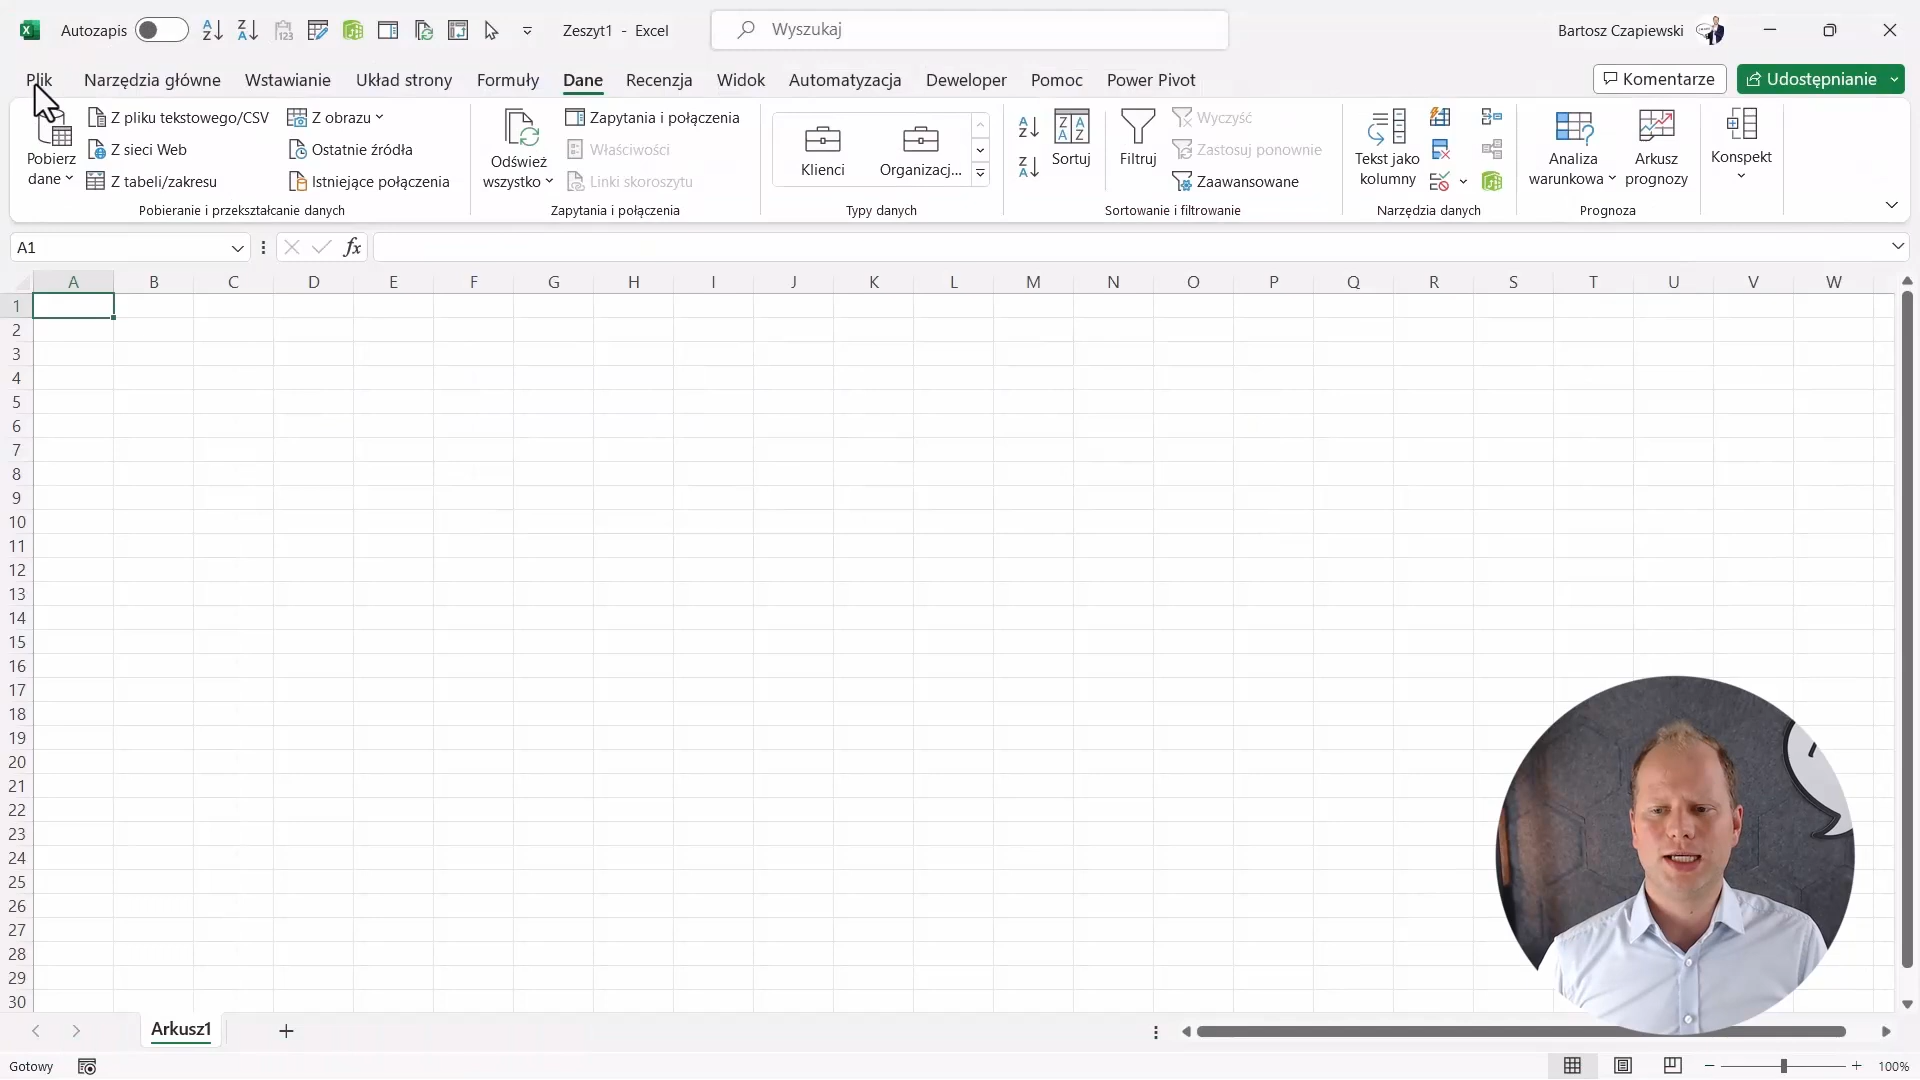 Autozapis
Zeszyt1 - Excel
Wyszukaj
Bartosz Czapiewski
Plik Narzędzia główne Wstawianie Układ strony Formuły Dane Recenzja Widok Automatyzacja Deweloper Pomoc Power Pivot
Komentarze
Udostępnianie
Pobierz
dane
Z pliku tekstowego/CSV
Z sieci Web
Z tabeli/zakresu
Z obrazu
Ostatnie źródła
Istniejące połączenia
Pobieranie i przekształcanie danych
Odśwież
wszystko
Zapytania i połączenia
Właściwości
Linki skoroszytu
Zapytania i połączenia
Klienci
Organizacj...
Typy danych
Sortuj
Filtruj
Wyczyść
Zastosuj ponownie
Zaawansowane
Sortowanie i filtrowanie
Tekst jako
kolumny
Narzędzia danych
Analiza
warunkowa
Arkusz
prognozy
Prognoza
Konspekt
A1
fx
A B C D E F G H I J K L M N O P Q R S T U V W
1
2
3
4
5
6
7
8
9
10
11
12
13
14
15
16
17
18
19
20
21
22
23
24
25
26
27
28
29
30
Arkusz1
Gotowy
100%